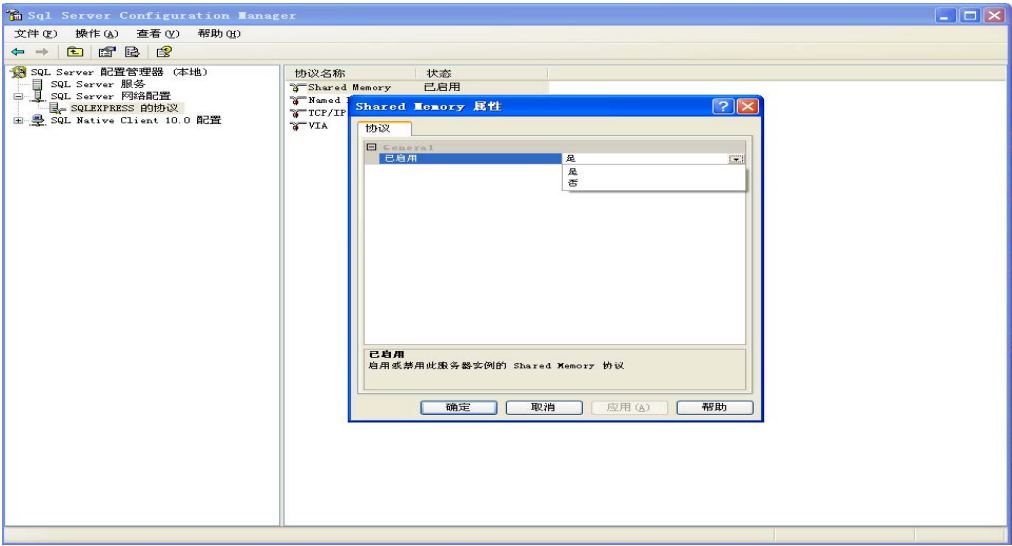 Sql Server Configuration Manager
文件(F) 操作(A) 查看(V) 帮助(H)
SQL Server 配置管理器 (本地)
SQL Server 服务
SQL Server 网络配置
SQLEXPRESS 的协议
SQL Native Client 10.0 配置
协议名称 状态
Shared Memory 已启用
Named
TCP/IP
VIA
Shared Memory 属性
协议
General
已启用 是
是
否
已启用
启用或禁用此服务器实例的 Shared Memory 协议
确定 取消 应用(A) 帮助